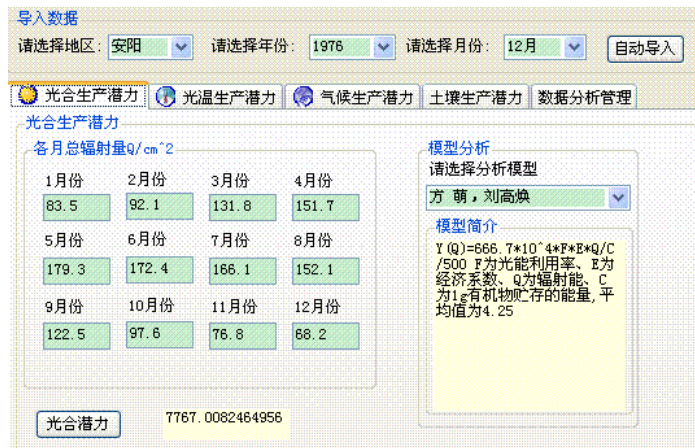 导入数据
请选择地区: 安阳 请选择年份: 1976 请选择月份: 12月 自动导入
光合生产潜力 光温生产潜力 气候生产潜力 土壤生产潜力 数据分析管理
光合生产潜力
各月总辐射量Q/cm^2
1月份 2月份 3月份 4月份
83.5 92.1 131.8 151.7
5月份 6月份 7月份 8月份
179.3 172.4 166.1 152.1
9月份 10月份 11月份 12月份
122.5 97.6 76.8 68.2
模型分析
请选择分析模型
方 萌，刘高焕
模型简介
Y(Q)=666.7*10^4*F*E*Q/C
/500 F为光能利用率、E为
经济系数、Q为辐射能、C
为1g有机物贮存的能量,平
均值为4.25
光合潜力 7767.0082464956